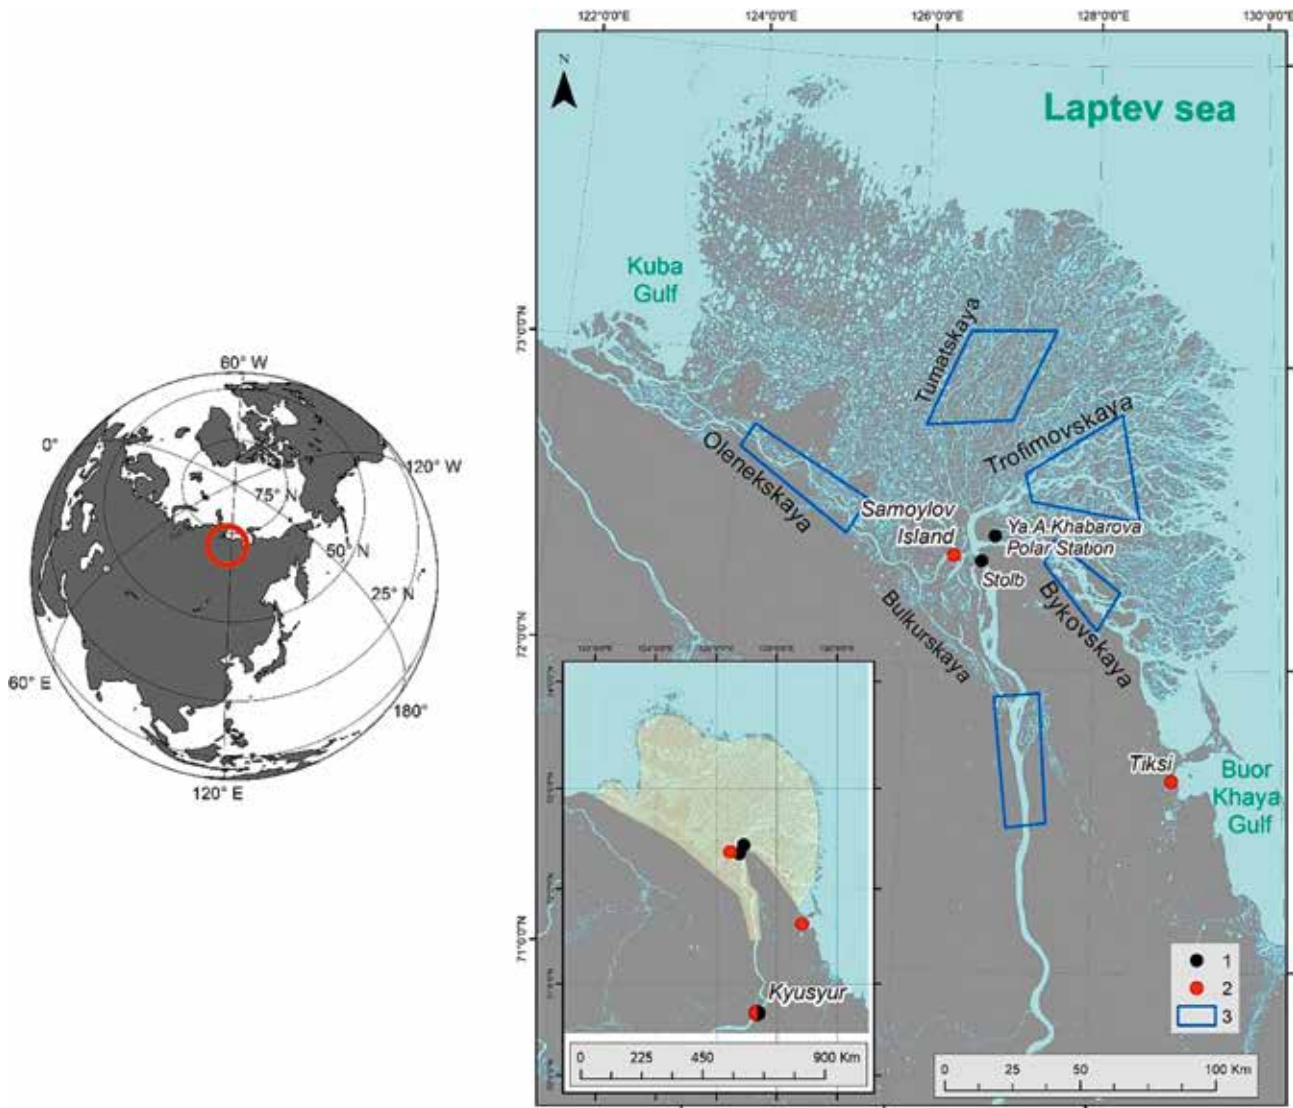 122°0'0"E
124°0'0"E
126°0'0"E
128°0'0"E
130°0'0"E
N
Laptev sea
Kuba
Gulf
73°0'0"N
Tumatskaya
Trofimovskaya
Olenekskaya
Samoylov
Island
Ya.A.Khabarova
Polar Station
Stolb
Bykovskaya
Bulkurskaya
72°0'0"N
Tiksi
Buor
Khaya
Gulf
71°0'0"N
Kyusyur
0 225 450 900 Km
1
2
3
0 25 50 100 Km
60° W
0°
120° W
75° N
50° N
25° N
60° E
180°
120° E